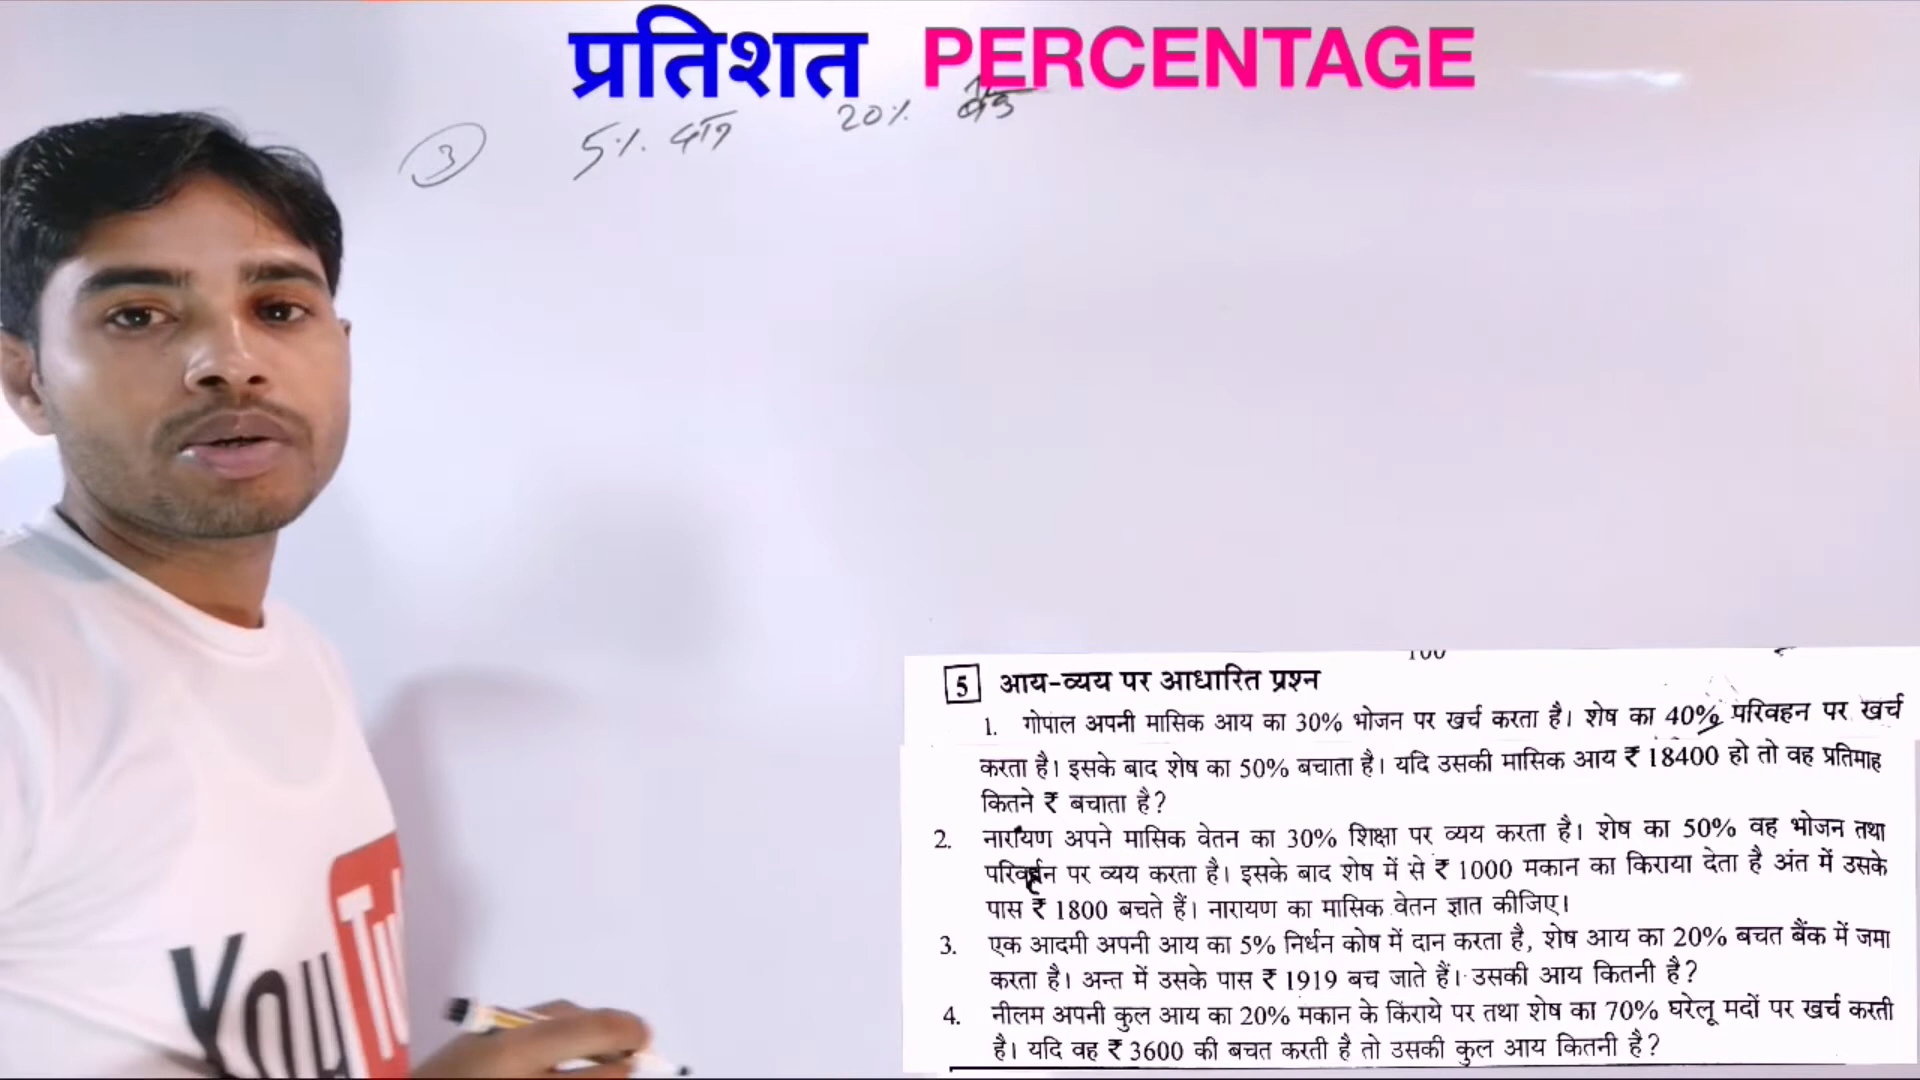 प्रतिशत PERCENTAGE
3 5% दान 20% बैंक
100
5 आय-व्यय पर आधारित प्रश्न
1. गोपाल अपनी मासिक आय का 30% भोजन पर खर्च करता है। शेष का 40% परिवहन पर खर्च
करता है। इसके बाद शेष का 50% बचाता है। यदि उसकी मासिक आय ₹ 18400 हो तो वह प्रतिमाह
कितने ₹ बचाता है?
2. नारायण अपने मासिक वेतन का 30% शिक्षा पर व्यय करता है। शेष का 50% वह भोजन तथा
पर व्यय करता है। इसके बाद शेष में से ₹ 1000 मकान का किराया देता है अंत में उसके
पास ₹ 1800 बचते हैं। नारायण का मासिक वेतन ज्ञात कीजिए।
3. एक आदमी अपनी आय का 5% निर्धन कोष में दान करता है, शेष आय का 20% बचत बैंक में जमा
करता है। अन्त में उसके पास ₹ 1919 बच जाते हैं। उसकी आय कितनी है?
4. नीलम अपनी कुल आय का 20% मकान के किराये पर तथा शेष का 70% घरेलू मदों पर खर्च करती
है। यदि वह ₹ 3600 की बचत करती है तो उसकी कुल आय कितनी है?
YouTu